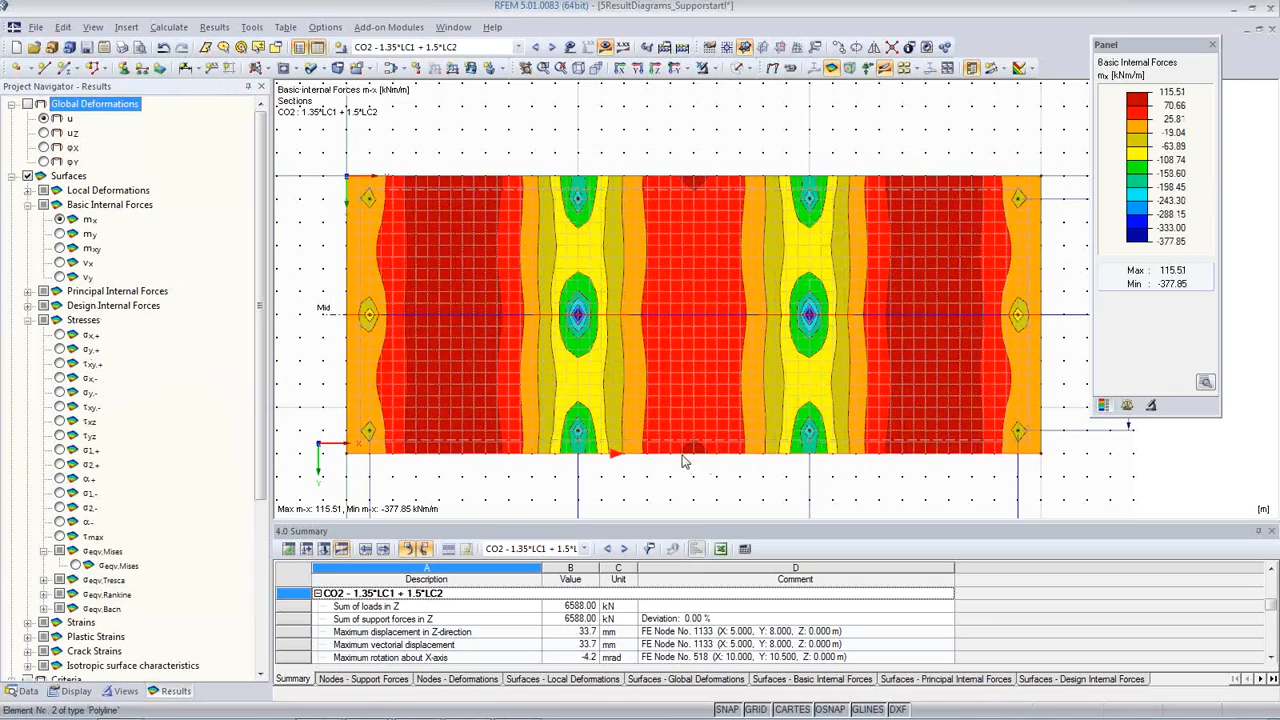 RFEM 5.01.0083 (64bit) - [5ResultDiagrams_Supportart!*]
File Edit View Insert Calculate Results Tools Table Options Add-on Modules Window Help
CO2 - 1.35*LC1 + 1.5*LC2
Project Navigator - Results
Global Deformations
u
uZ
φX
φY
Surfaces
Local Deformations
Basic Internal Forces
mx
my
mxy
vx
vy
Principal Internal Forces
Design Internal Forces
Stresses
σx,+
σy,+
τxy,+
σx,-
σy,-
τxy,-
τxz
τyz
σ1,+
σ2,+
α,+
σ1,-
σ2,-
α,-
τmax
σeqv,Mises
σeqv,Mises
σeqv,Tresca
σeqv,Rankine
σeqv,Bach
Strains
Plastic Strains
Crack Strains
Isotropic surface characteristics
Criteria
Data Display Views Results
Basic Internal Forces m-x [kNm/m]
Sections
CO2 : 1.35*LC1 + 1.5*LC2
Mid
X
Y
Max m-x: 115.51, Min m-x: -377.85 kNm/m
[m]
Panel
Basic Internal Forces
mx [kNm/m]
115.51
70.66
25.81
-19.04
-63.89
-108.74
-153.60
-198.45
-243.30
-288.15
-333.00
-377.85
Max : 115.51
Min : -377.85
4.0 Summary
CO2 - 1.35*LC1 + 1.5*L
A B C D
Description Value Unit Comment
CO2 - 1.35*LC1 + 1.5*LC2
Sum of loads in Z 6588.00 kN
Sum of support forces in Z 6588.00 kN Deviation: 0.00 %
Maximum displacement in Z-direction 33.7 mm FE Node No. 1133 (X: 5.000, Y: 8.000, Z: 0.000 m)
Maximum vectorial displacement 33.7 mm FE Node No. 1133 (X: 5.000, Y: 8.000, Z: 0.000 m)
Maximum rotation about X-axis -4.2 mrad FE Node No. 518 (X: 10.000, Y: 10.500, Z: 0.000 m)
Summary Nodes - Support Forces Nodes - Deformations Surfaces - Local Deformations Surfaces - Global Deformations Surfaces - Basic Internal Forces Surfaces - Principal Internal Forces Surfaces - Design Internal Forces
Element No. 2 of type "Polyline"
SNAP GRID CARTES OSNAP GLINES DXF